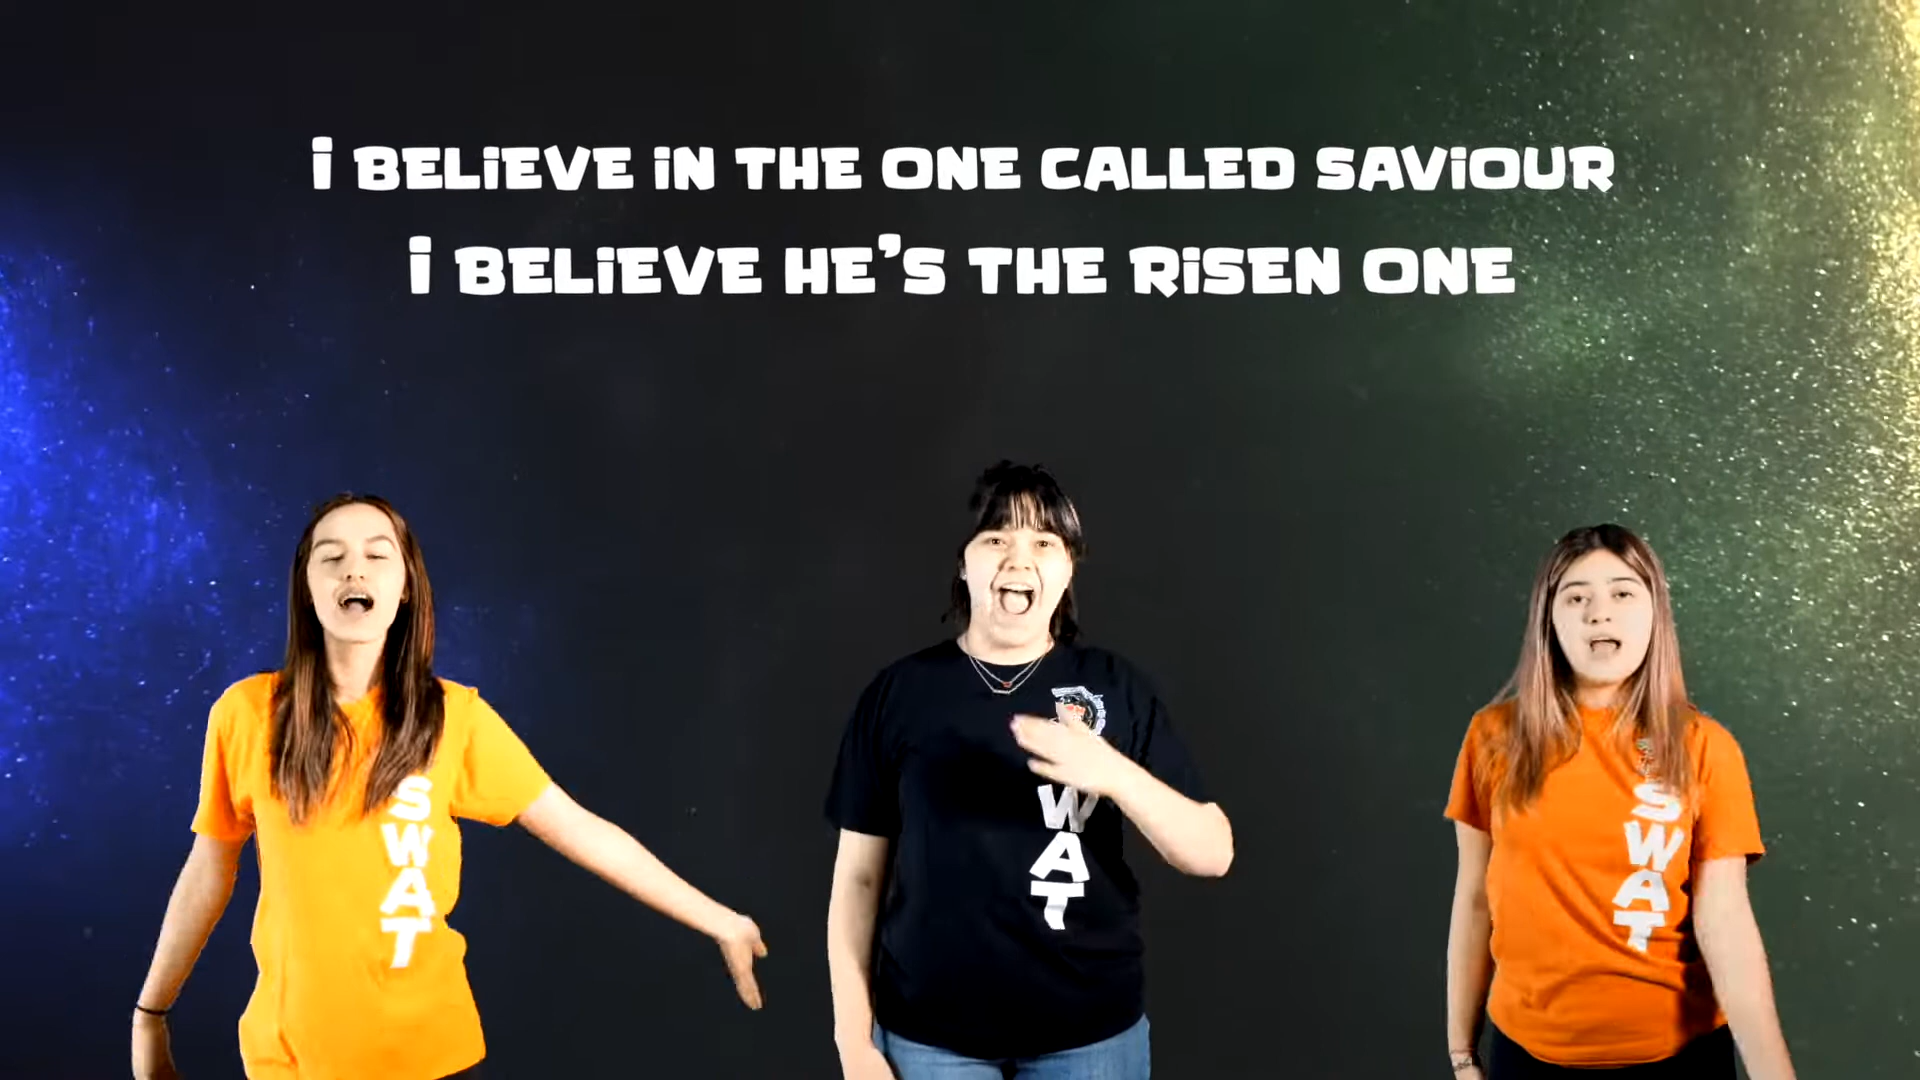 I BELIEVE IN THE ONE CALLED SAVIOUR
I BELIEVE HE'S THE RISEN ONE
SWAT
WAT
SWAT